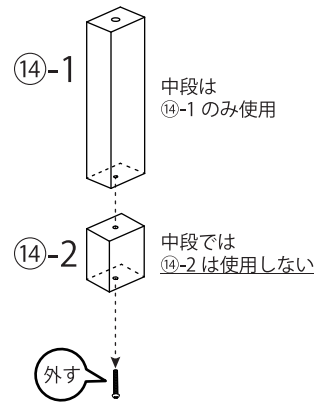 ⑭-1
中段は
⑭-1 のみ使用
⑭-2
中段では
⑭-2 は使用しない
外す